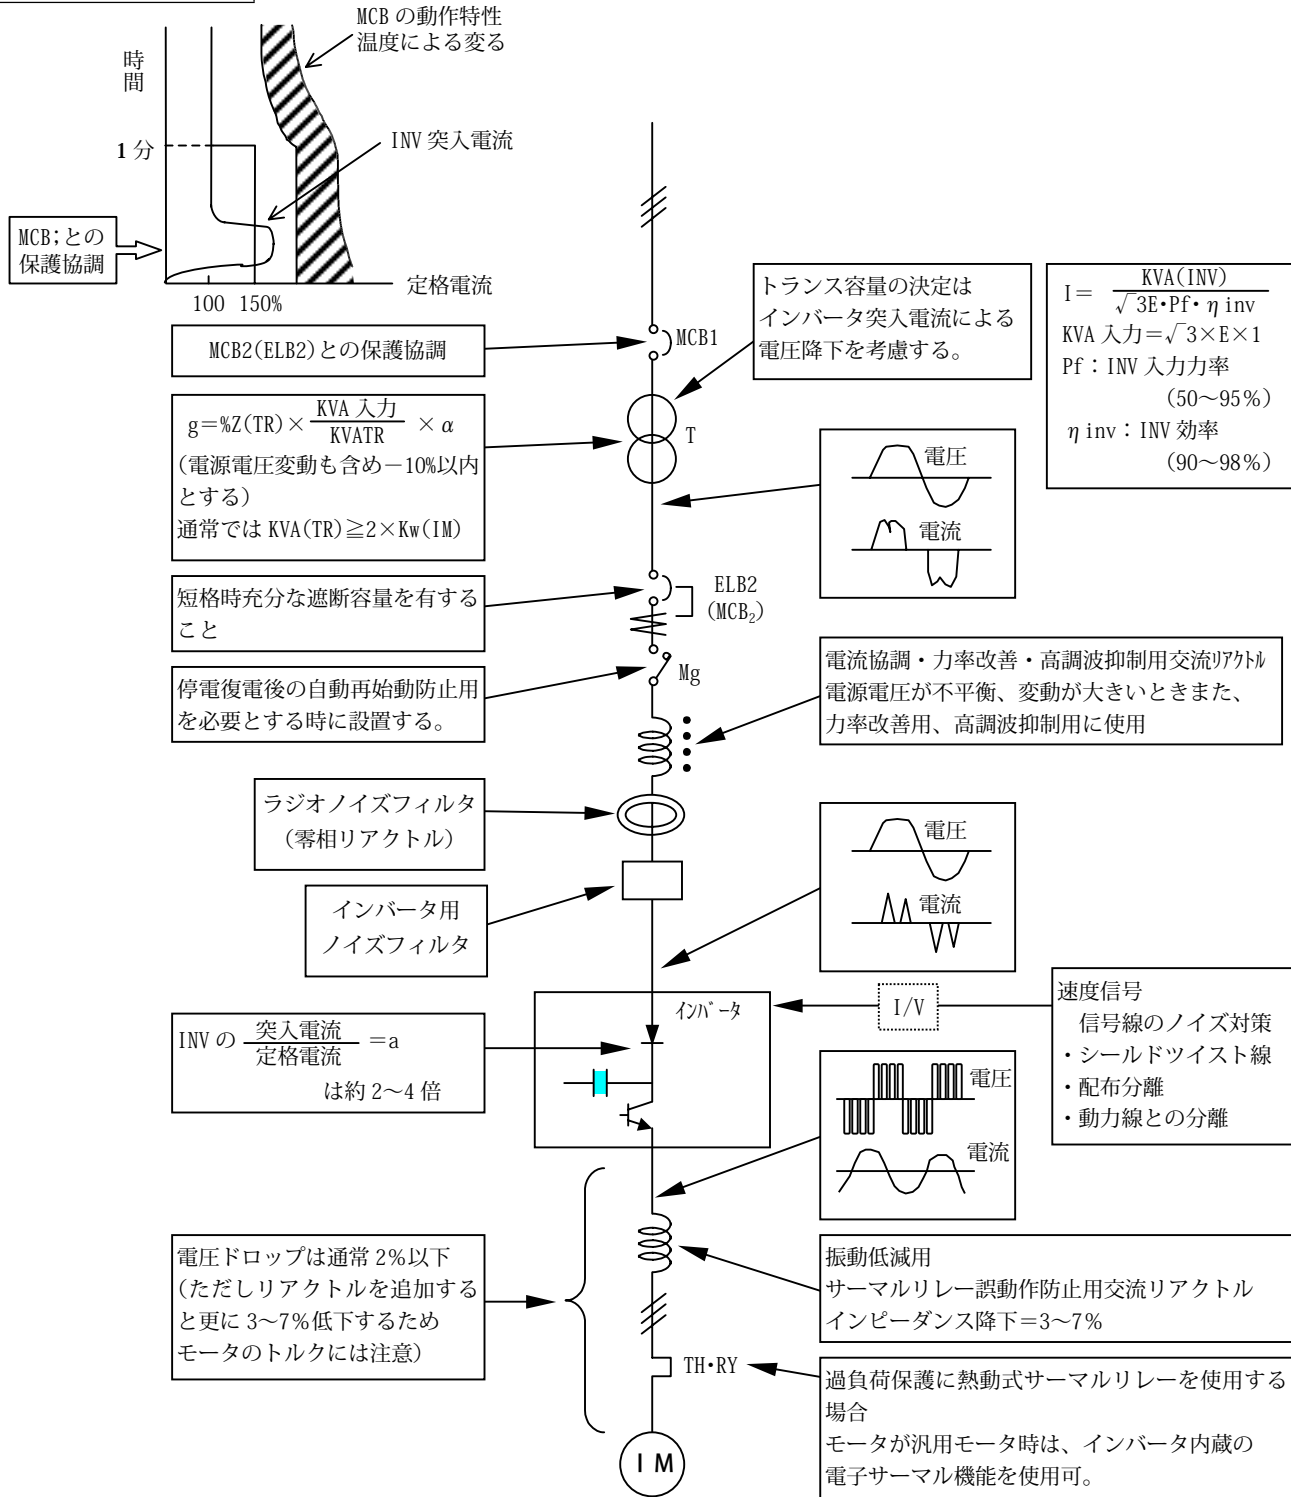 MCB の動作特性
温度による変る
時間
1 分
INV 突入電流
MCB;との
保護協調
定格電流
100 150%
MCB2(ELB2)との保護協調
MCB1
トランス容量の決定は
インバータ突入電流による
電圧降下を考慮する。
I= KVA(INV)
√3E・Pf・η inv
KVA 入力=√3×E×1
Pf：INV 入力力率
(50～95%)
η inv：INV 効率
(90～98%)
g=%Z(TR)× KVA 入力 × α
KVATR
(電源電圧変動も含め－10%以内
とする)
通常では KVA(TR)≧2×Kw(IM)
T
電圧
電流
短格時充分な遮断容量を有する
こと
ELB2
(MCB₂)
停電復電後の自動再始動防止用
を必要とする時に設置する。
Mg
電流協調・力率改善・高調波抑制用交流ﾘｱｸﾄﾙ
電源電圧が不平衡、変動が大きいときまた、
力率改善用、高調波抑制用に使用
ラジオノイズフィルタ
(零相リアクトル)
電圧
電流
インバータ用
ノイズフィルタ
ｲﾝﾊﾞｰﾀ
I/V
速度信号
信号線のノイズ対策
・シールドツイスト線
・配布分離
・動力線との分離
INV の 突入電流 =a
定格電流
は約 2～4 倍
電圧
電流
電圧ドロップは通常 2%以下
(ただしリアクトルを追加する
と更に 3～7%低下するため
モータのトルクには注意)
振動低減用
サーマルリレー誤動作防止用交流リアクトル
インピーダンス降下=3～7%
TH・RY
過負荷保護に熱動式サーマルリレーを使用する
場合
モータが汎用モータ時は、インバータ内蔵の
電子サーマル機能を使用可。
IM